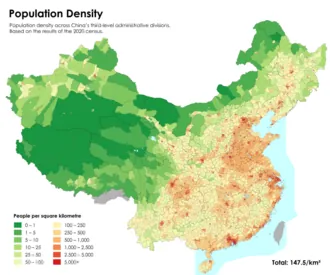 Population Density
Population density across China's third-level administrative divisions.
Based on the results of the 2020 census.
People per square kilometre
0 – 1
1 – 5
5 – 10
10 – 25
25 – 50
50 – 100
100 – 250
250 – 500
500 – 1,000
1,000 – 2,500
2,500 – 5,000
5,000+
Total: 147.5/km²